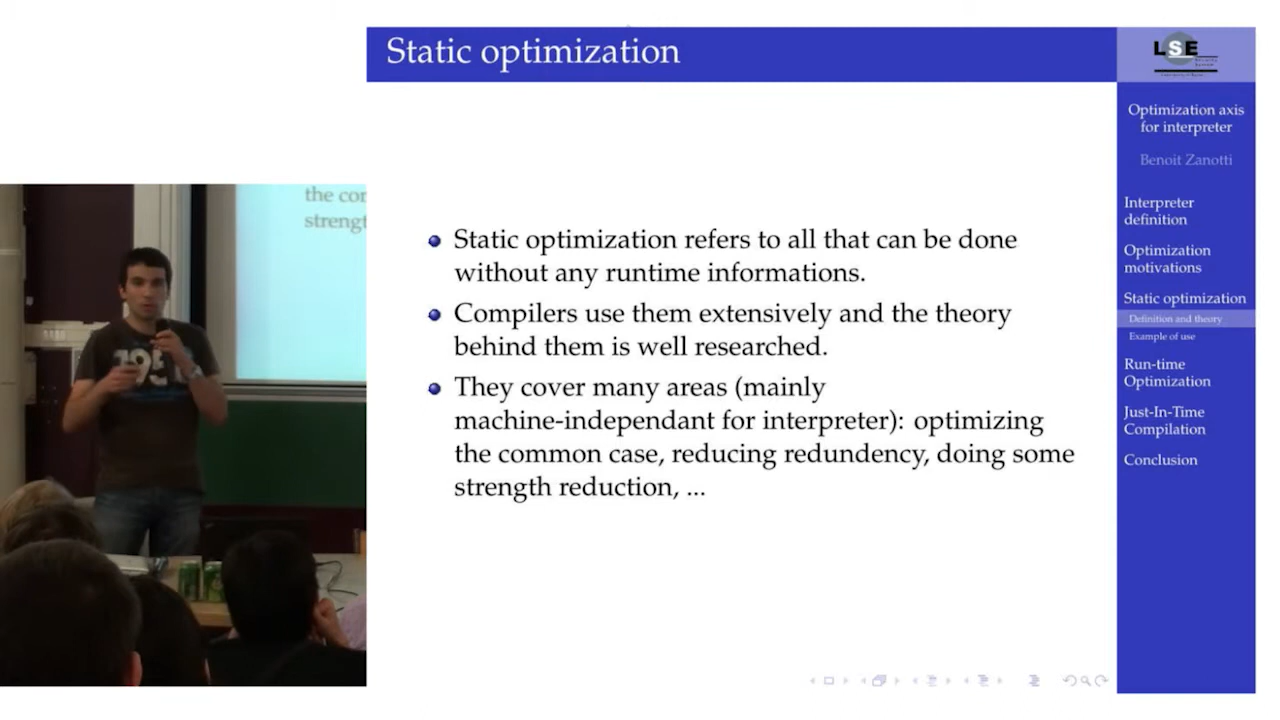 Static optimization
LSE
Optimization axis
for interpreter
Benoit Zanotti
Interpreter
definition
Optimization
motivations
Static optimization
Definition and theory
Example of use
Run-time
Optimization
Just-In-Time
Compilation
Conclusion
Static optimization refers to all that can be done
without any runtime informations.
Compilers use them extensively and the theory
behind them is well researched.
They cover many areas (mainly
machine-independant for interpreter): optimizing
the common case, reducing redundency, doing some
strength reduction, ...
the con
strengt
195